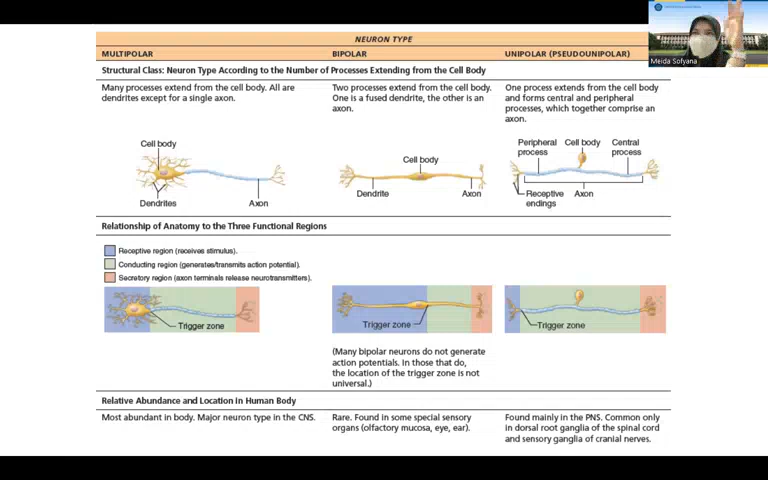 Meida Sofyana
NEURON TYPE
MULTIPOLAR
BIPOLAR
UNIPOLAR (PSEUDOUNIPOLAR)
Structural Class: Neuron Type According to the Number of Processes Extending from the Cell Body
Many processes extend from the cell body. All are
dendrites except for a single axon.
Two processes extend from the cell body.
One is a fused dendrite, the other is an
axon.
One process extends from the cell body
and forms central and peripheral
processes, which together comprise an
axon.
Cell body
Dendrites
Axon
Cell body
Dendrite
Axon
Peripheral
process
Cell body
Central
process
Receptive
endings
Axon
Relationship of Anatomy to the Three Functional Regions
Receptive region (receives stimulus).
Conducting region (generates/transmits action potential).
Secretory region (axon terminals release neurotransmitters).
Trigger zone
Trigger zone
Trigger zone
(Many bipolar neurons do not generate
action potentials. In those that do,
the location of the trigger zone is not
universal.)
Relative Abundance and Location in Human Body
Most abundant in body. Major neuron type in the CNS.
Rare. Found in some special sensory
organs (olfactory mucosa, eye, ear).
Found mainly in the PNS. Common only
in dorsal root ganglia of the spinal cord
and sensory ganglia of cranial nerves.